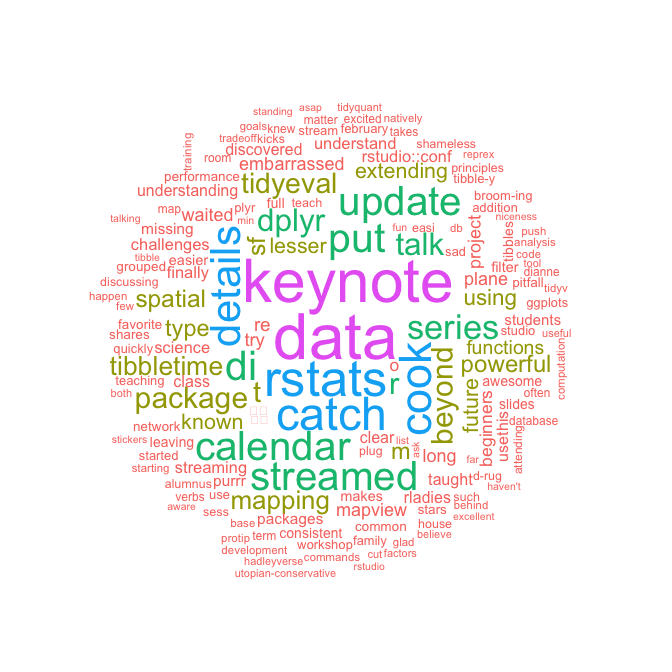 standing
asap
tidyquant
goals
knew
matter
excited
natively
tradeoff
kicks
stream
february
takes
training
discovered
understand
shameless
room
embarrassed
rstudio::conf
reprex
performance
tidyeval
extending
principles
understanding
tibble-y
map
waited
plyr
full
teach
update
broom-ing
talking
missing
min
dplyr
put
fun
easi
db
addition
niceness
challenges
details
sf
lesser
talk
sad
project
tibbles
push
analysis
tibble
easier
code
grouped
finally
keynote
filter
tool
discussing
plane
pitfall
dianne
happen
spatial
using
tidyv
few
ggplots
favorite
type
re
data
series
students
shares
try
studio
useful
quickly
science
functions
tibbletime
di
rstats
cook
beyond
powerful
computation
teaching
class
o
r
future
awesome
both
package
t
catch
often
beginners
slides
network
known
usethis
database
stickers
leaving
calendar
clear
list
attending
started
plug
m
ask
long
starting
streaming
streamed
far
alumnus
purrr
taught
d-rug
haven't
verbs
use
mapping
makes
rladies
such
aware
sess
mapview
stars
behind
base
packages
house
excellent
protip
term
consistent
common
believe
development
workshop
family
glad
hadleyverse
commands
cut
factors
utopian-conservative
rstudio